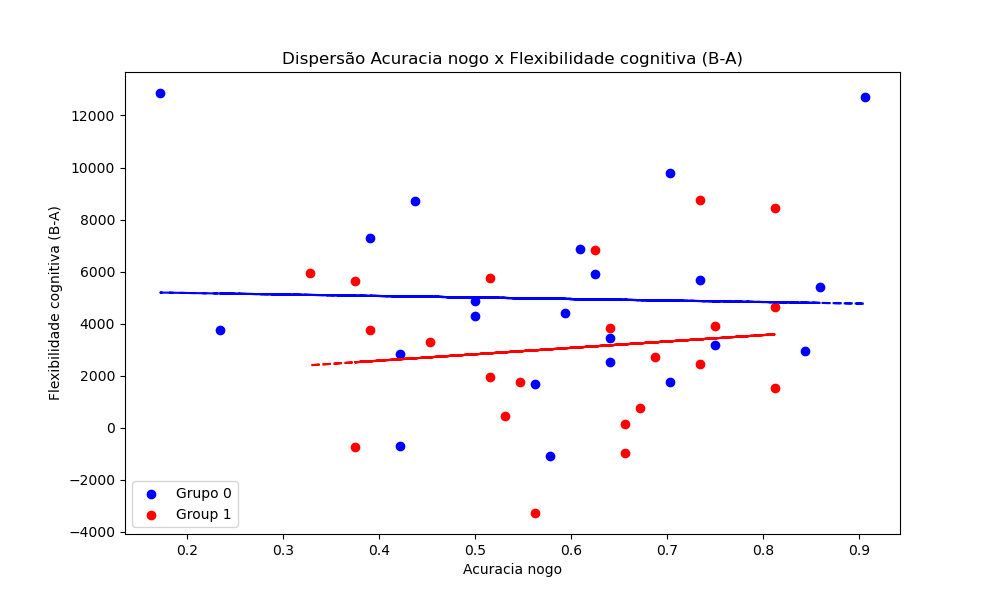 Dispersão Acuracia nogo x Flexibilidade cognitiva (B-A)
Flexibilidade cognitiva (B-A)
12000
10000
8000
6000
4000
2000
0
−2000
−4000
Grupo 0
Group 1
0.2 0.3 0.4 0.5 0.6 0.7 0.8 0.9
Acuracia nogo